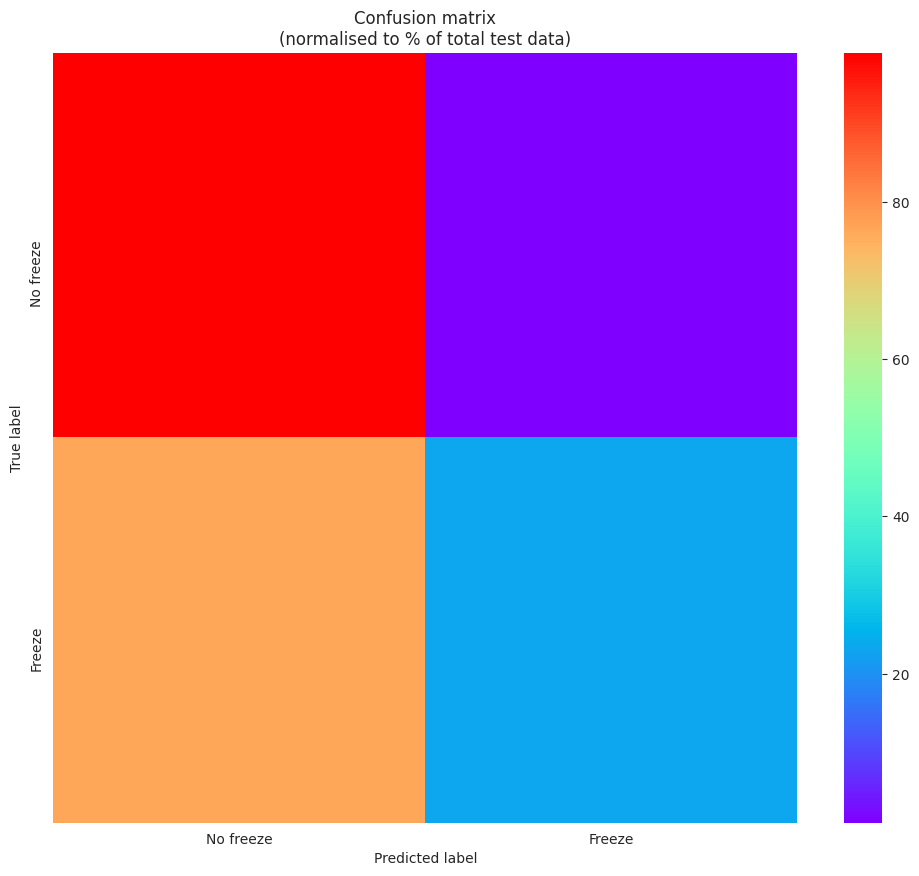 Confusion matrix
(normalised to % of total test data)
No freeze
Freeze
True label
No freeze
Freeze
Predicted label
80
60
40
20